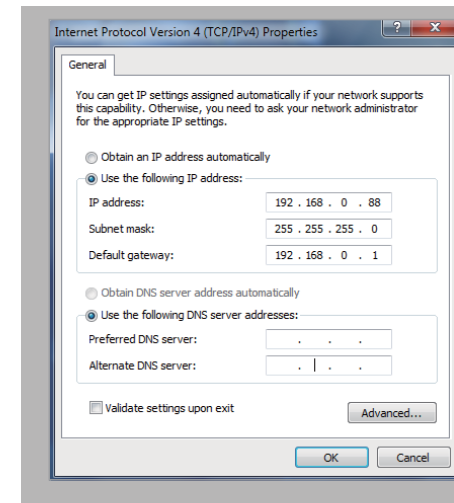 Internet Protocol Version 4 (TCP/IPv4) Properties
?
X
General
You can get IP settings assigned automatically if your network supports
this capability. Otherwise, you need to ask your network administrator
for the appropriate IP settings.
Obtain an IP address automatically
Use the following IP address:
IP address: 192 . 168 . 0 . 88
Subnet mask: 255 . 255 . 255 . 0
Default gateway: 192 . 168 . 0 . 1
Obtain DNS server address automatically
Use the following DNS server addresses:
Preferred DNS server: . . .
Alternate DNS server: . . .
Validate settings upon exit
Advanced...
OK Cancel